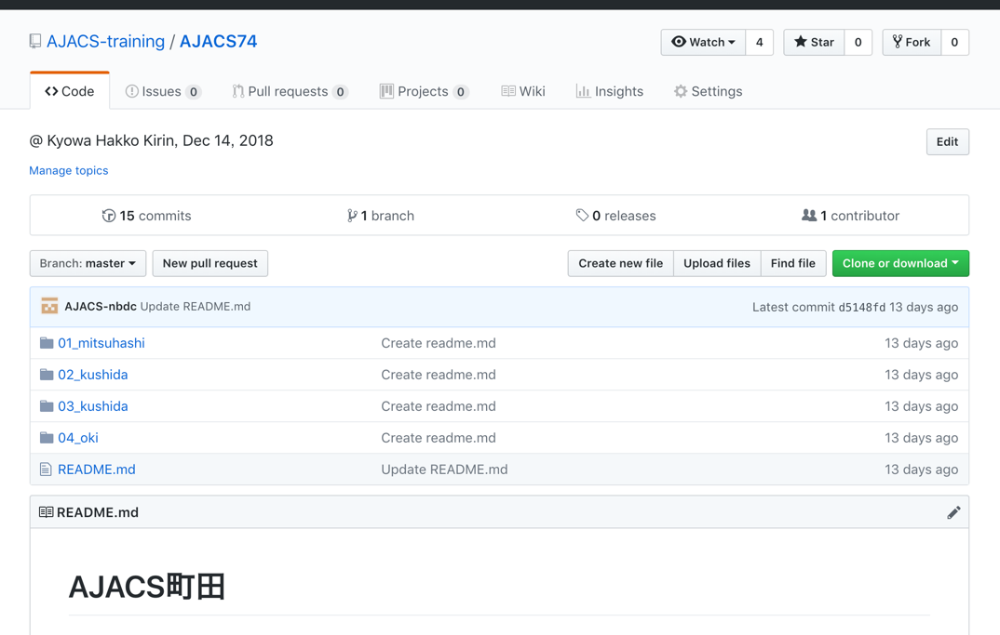 AJACS-training / AJACS74
Watch 4 Star 0 Fork 0
Code Issues 0 Pull requests 0 Projects 0 Wiki Insights Settings
@ Kyowa Hakko Kirin, Dec 14, 2018
Edit
Manage topics
15 commits 1 branch 0 releases 1 contributor
Branch: master New pull request Create new file Upload files Find file Clone or download
AJACS-nbdc Update README.md Latest commit d5148fd 13 days ago
01_mitsuhashi Create readme.md 13 days ago
02_kushida Create readme.md 13 days ago
03_kushida Create readme.md 13 days ago
04_oki Create readme.md 13 days ago
README.md Update README.md 13 days ago
README.md
AJACS町田